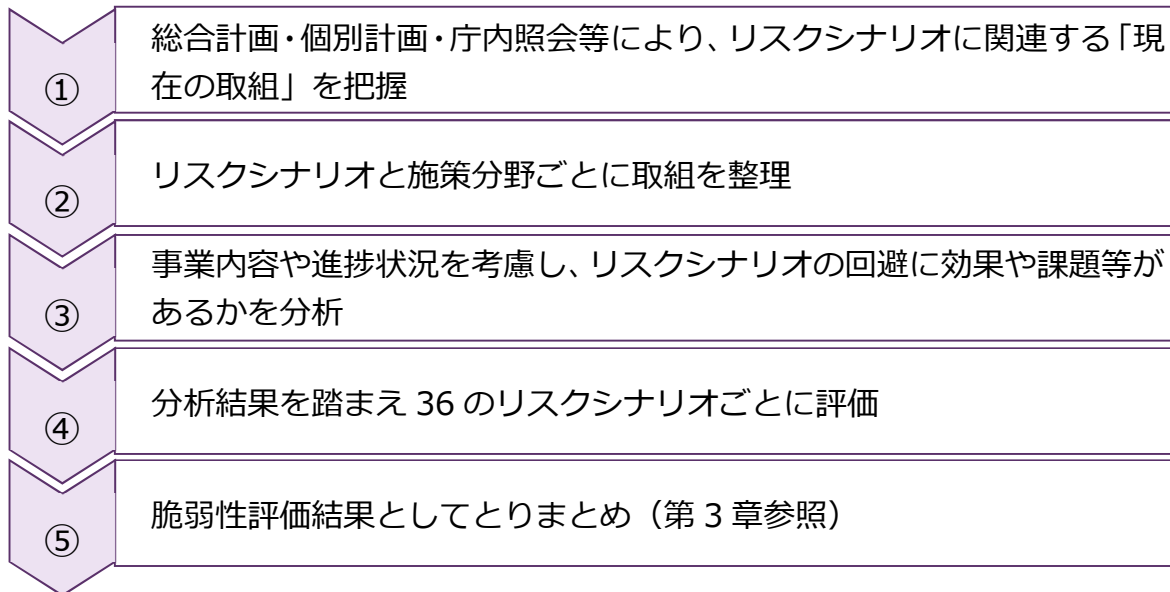 ①
総合計画・個別計画・庁内照会等により、リスクシナリオに関連する「現
在の取組」を把握
②
リスクシナリオと施策分野ごとに取組を整理
③
事業内容や進捗状況を考慮し、リスクシナリオの回避に効果や課題等が
あるかを分析
④
分析結果を踏まえ 36 のリスクシナリオごとに評価
⑤
脆弱性評価結果としてとりまとめ（第 3 章参照）